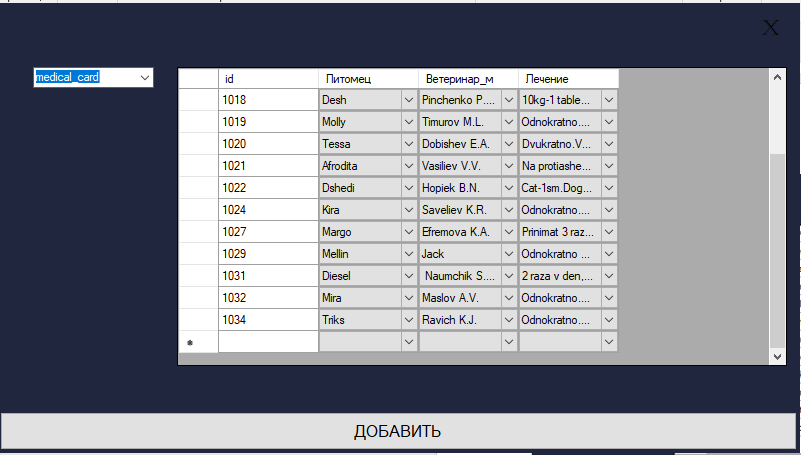 X
medical_card
id Питомец Ветеринар_м Лечение
1018 Desh Pinchenko P.... 10kg-1 table...
1019 Molly Timurov M.L. Odnokratno....
1020 Tessa Dobishev E.A. Dvukratno.V...
1021 Afrodita Vasiliev V.V. Na protiashe...
1022 Dshedi Hopiek B.N. Cat-1sm.Dog...
1024 Kira Saveliev K.R. Odnokratno....
1027 Margo Efremova K.A. Prinimat 3 raz...
1029 Mellin Jack Odnokratno ...
1031 Diesel Naumchik S.... 2 raza v den,...
1032 Mira Maslov A.V. Odnokratno....
1034 Triks Ravich K.J. Odnokratno....
ДОБАВИТЬ